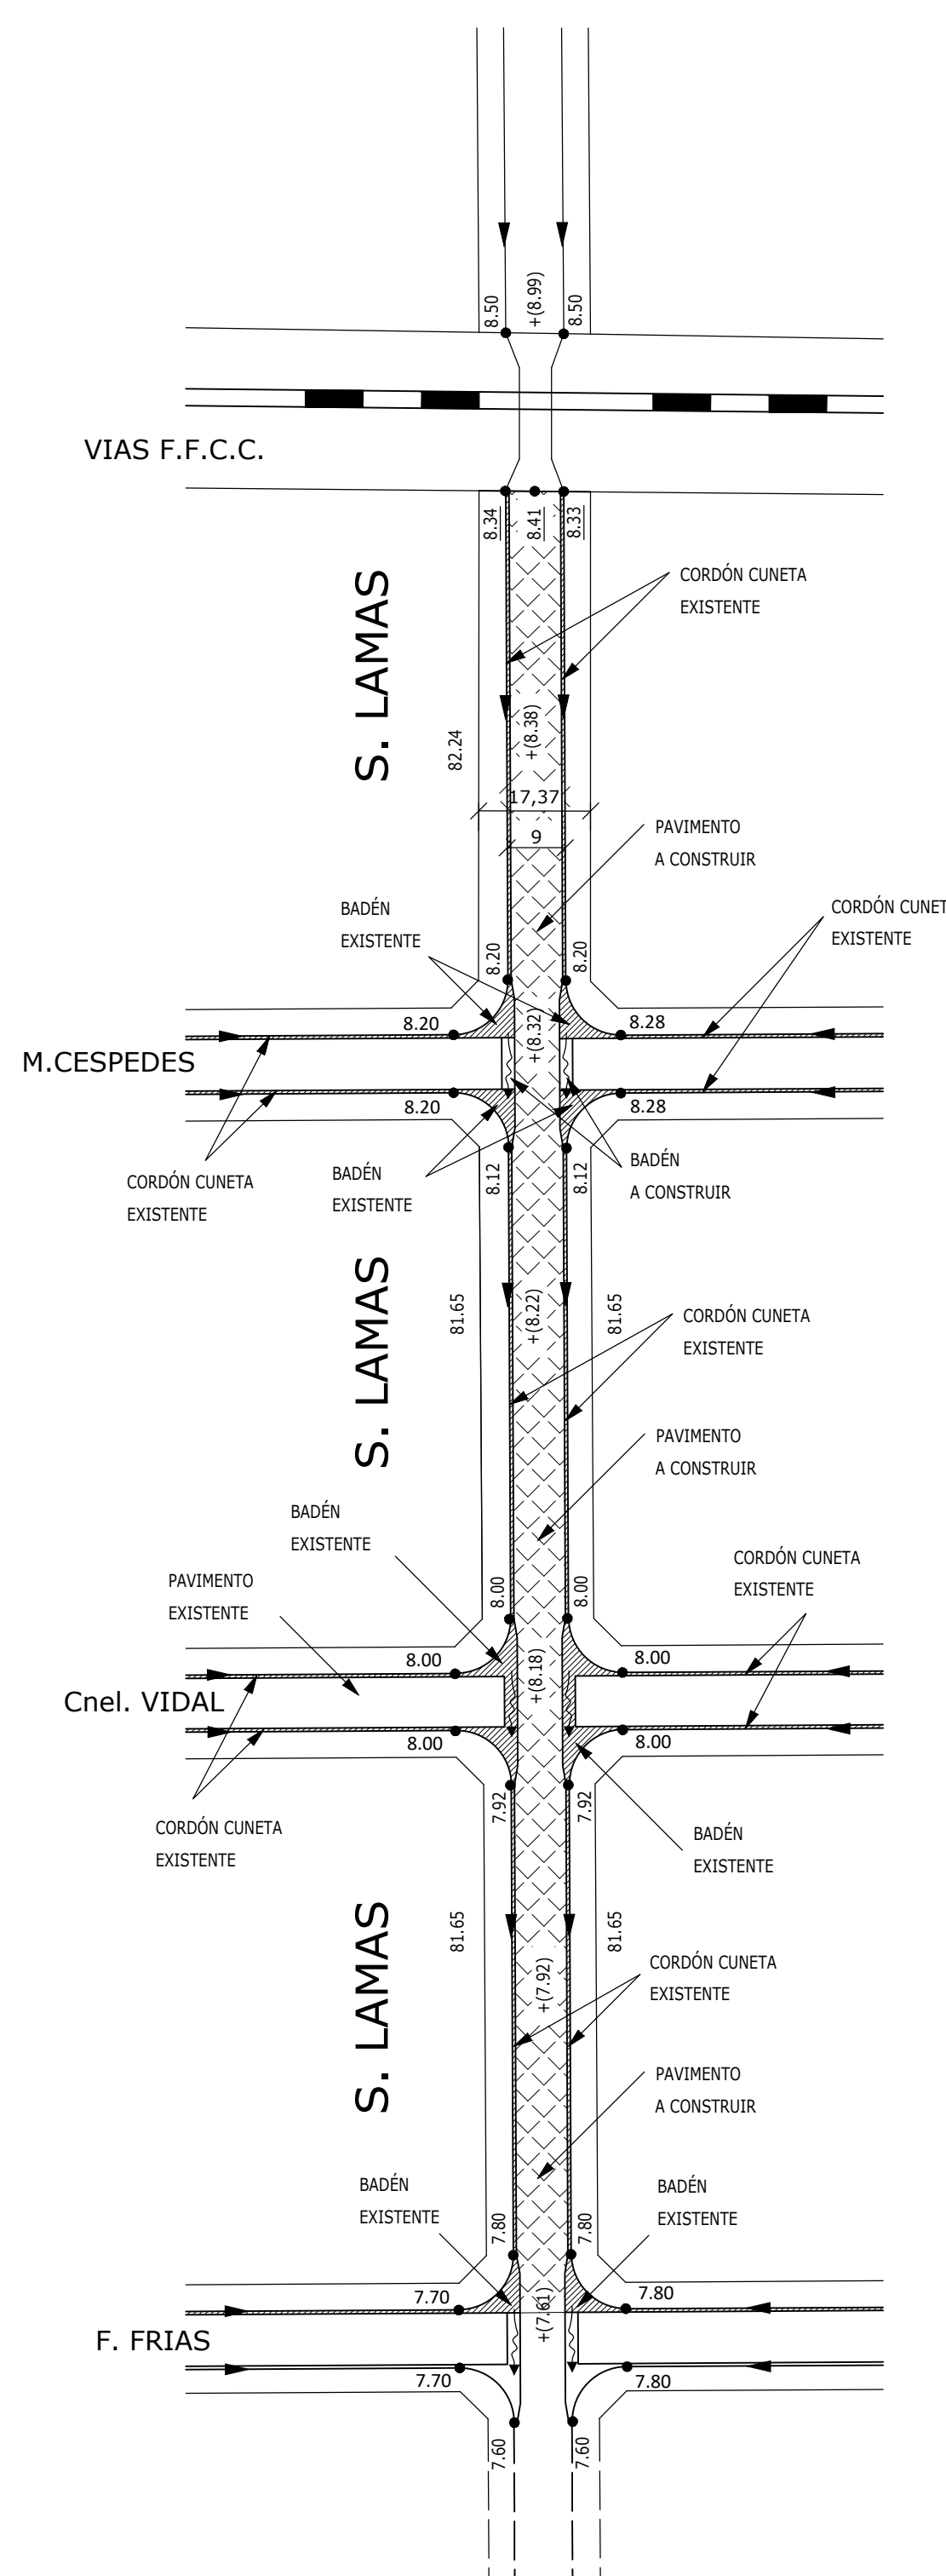 8.50
+(8.99)
8.50
VIAS F.F.C.C.
8.34
8.41
8.33
CORDÓN CUNETA
EXISTENTE
S. LAMAS
+(8.38)
82.24
17,37
9
PAVIMENTO
A CONSTRUIR
BADÉN
EXISTENTE
CORDÓN CUNET
EXISTENTE
8.20
8.20
8.20
+(8.32)
8.28
M.CESPEDES
8.20
8.28
CORDÓN CUNETA
EXISTENTE
BADÉN
EXISTENTE
8.12
8.12
BADÉN
A CONSTRUIR
S. LAMAS
81.65
+(8.22)
81.65
CORDÓN CUNETA
EXISTENTE
PAVIMENTO
A CONSTRUIR
BADÉN
EXISTENTE
PAVIMENTO
EXISTENTE
8.00
8.00
CORDÓN CUNETA
EXISTENTE
8.00
+(8.18)
8.00
Cnel. VIDAL
8.00
8.00
7.92
7.92
CORDÓN CUNETA
EXISTENTE
BADÉN
EXISTENTE
S. LAMAS
81.65
81.65
+(7.92)
CORDÓN CUNETA
EXISTENTE
PAVIMENTO
A CONSTRUIR
BADÉN
EXISTENTE
BADÉN
EXISTENTE
7.80
7.80
7.70
+(7.61)
7.80
F. FRIAS
7.70
7.80
7.60
7.60